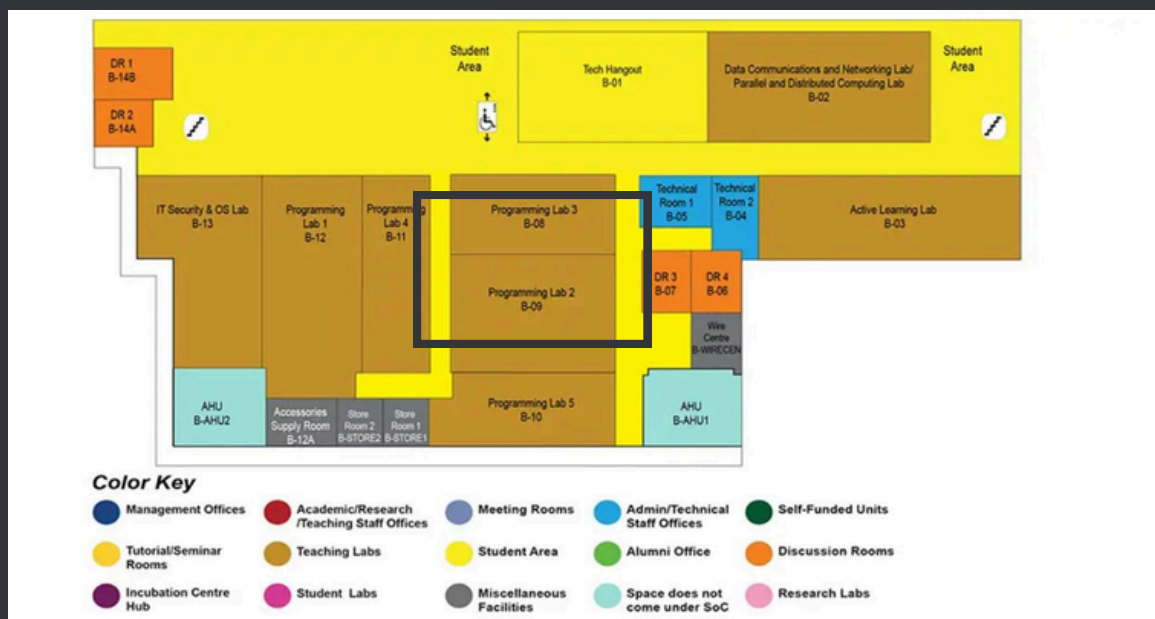 DR 1
B-14B
DR 2
B-14A
Student
Area
Tech Hangout
B-01
Data Communications and Networking Lab/
Parallel and Distributed Computing Lab
B-02
Student
Area
IT Security & OS Lab
B-13
Programming
Lab 1
B-12
Programming
Lab 4
B-11
Programming Lab 3
B-08
Technical
Room 1
B-05
Technical
Room 2
B-04
Active Learning Lab
B-03
Programming Lab 2
B-09
DR 3
B-07
DR 4
B-06
Wire
Centre
B-WIRECEN
AHU
B-AHU2
Accessories
Supply Room
B-12A
Store
Room 2
B-STORE2
Store
Room 1
B-STORE1
Programming Lab 5
B-10
AHU
B-AHU1
Color Key
Management Offices
Academic/Research
/Teaching Staff Offices
Meeting Rooms
Admin/Technical
Staff Offices
Self-Funded Units
Tutorial/Seminar
Rooms
Teaching Labs
Student Area
Alumni Office
Discussion Rooms
Incubation Centre
Hub
Student Labs
Miscellaneous
Facilities
Space does not
come under SoC
Research Labs